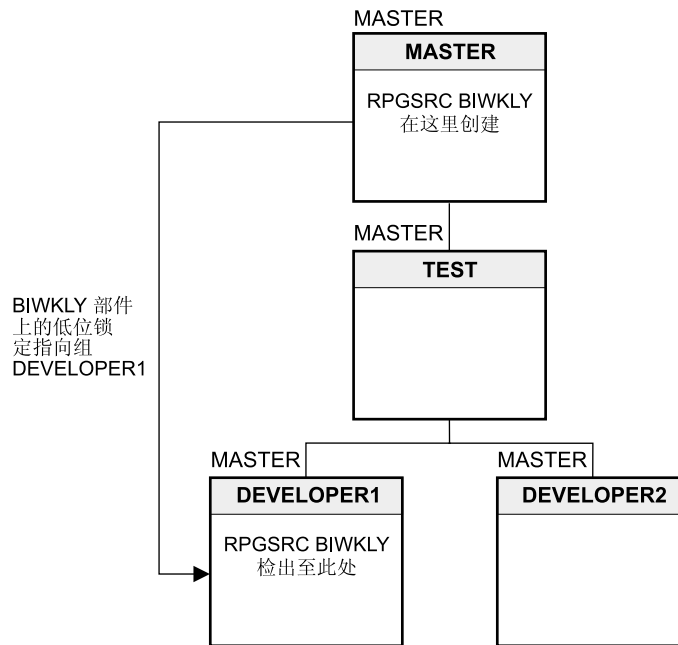 MASTER
MASTER
RPGSRC BIWKLY
在这里创建
MASTER
TEST
BIWKLY 部件
上的低位锁
定指向组
DEVELOPER1
MASTER
DEVELOPER1
RPGSRC BIWKLY
检出至此处
MASTER
DEVELOPER2